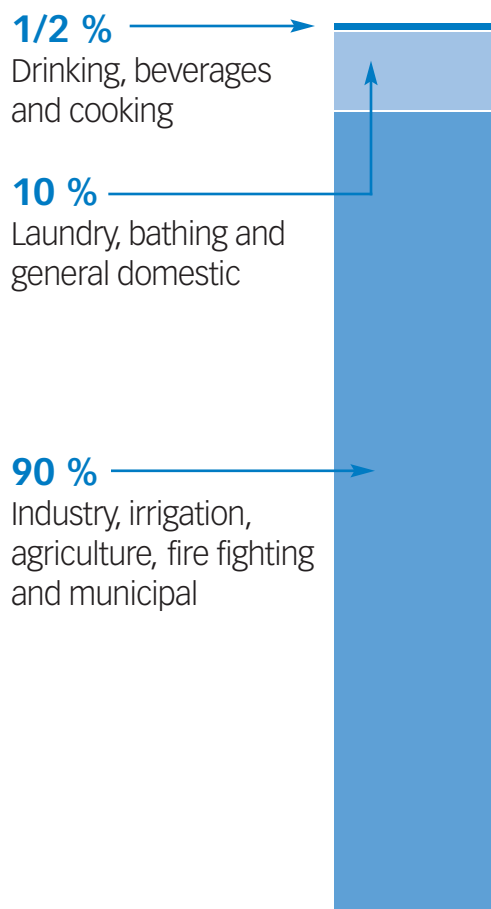 1/2 %
Drinking, beverages
and cooking
10 %
Laundry, bathing and
general domestic
90 %
Industry, irrigation,
agriculture, fire fighting
and municipal